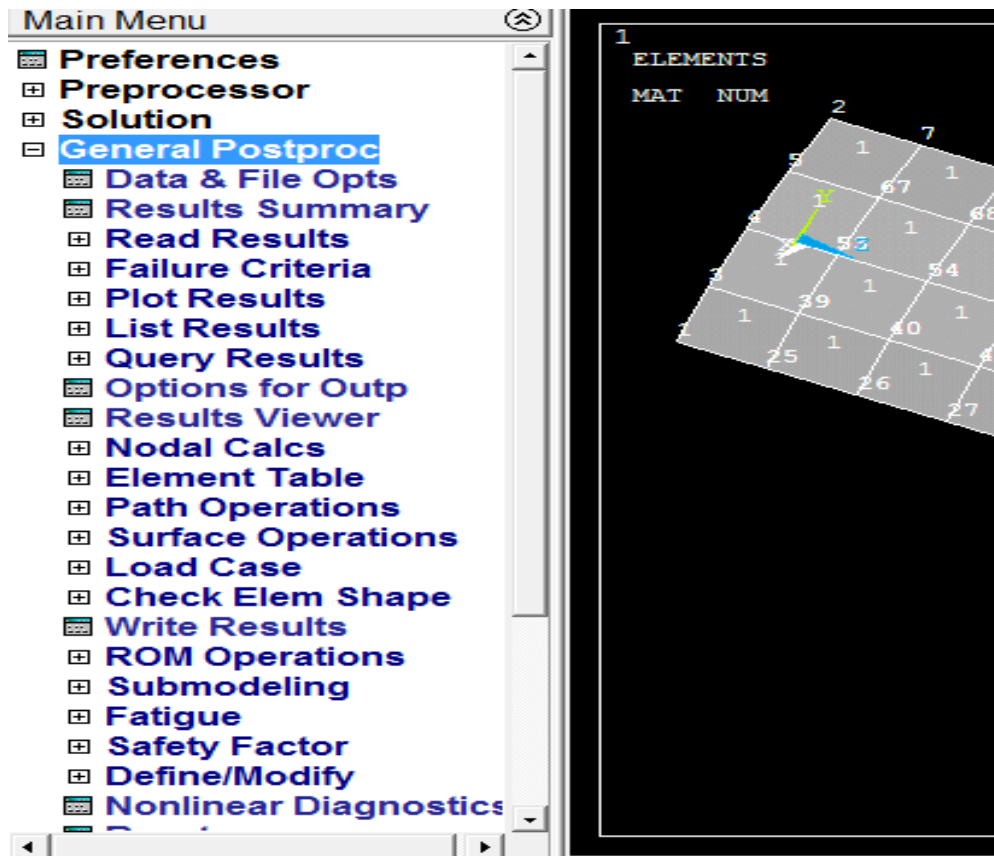 Main Menu
Preferences
Preprocessor
Solution
General Postproc
Data & File Opts
Results Summary
Read Results
Failure Criteria
Plot Results
List Results
Query Results
Options for Outp
Results Viewer
Nodal Calcs
Element Table
Path Operations
Surface Operations
Load Case
Check Elem Shape
Write Results
ROM Operations
Submodeling
Fatigue
Safety Factor
Define/Modify
Nonlinear Diagnostics
1
ELEMENTS
MAT NUM
2
7
1
5
1
67
1
Y
68
4
1
X
53
Z
1
54
3
1
39
1
1
1
40
1
25
1
26
27